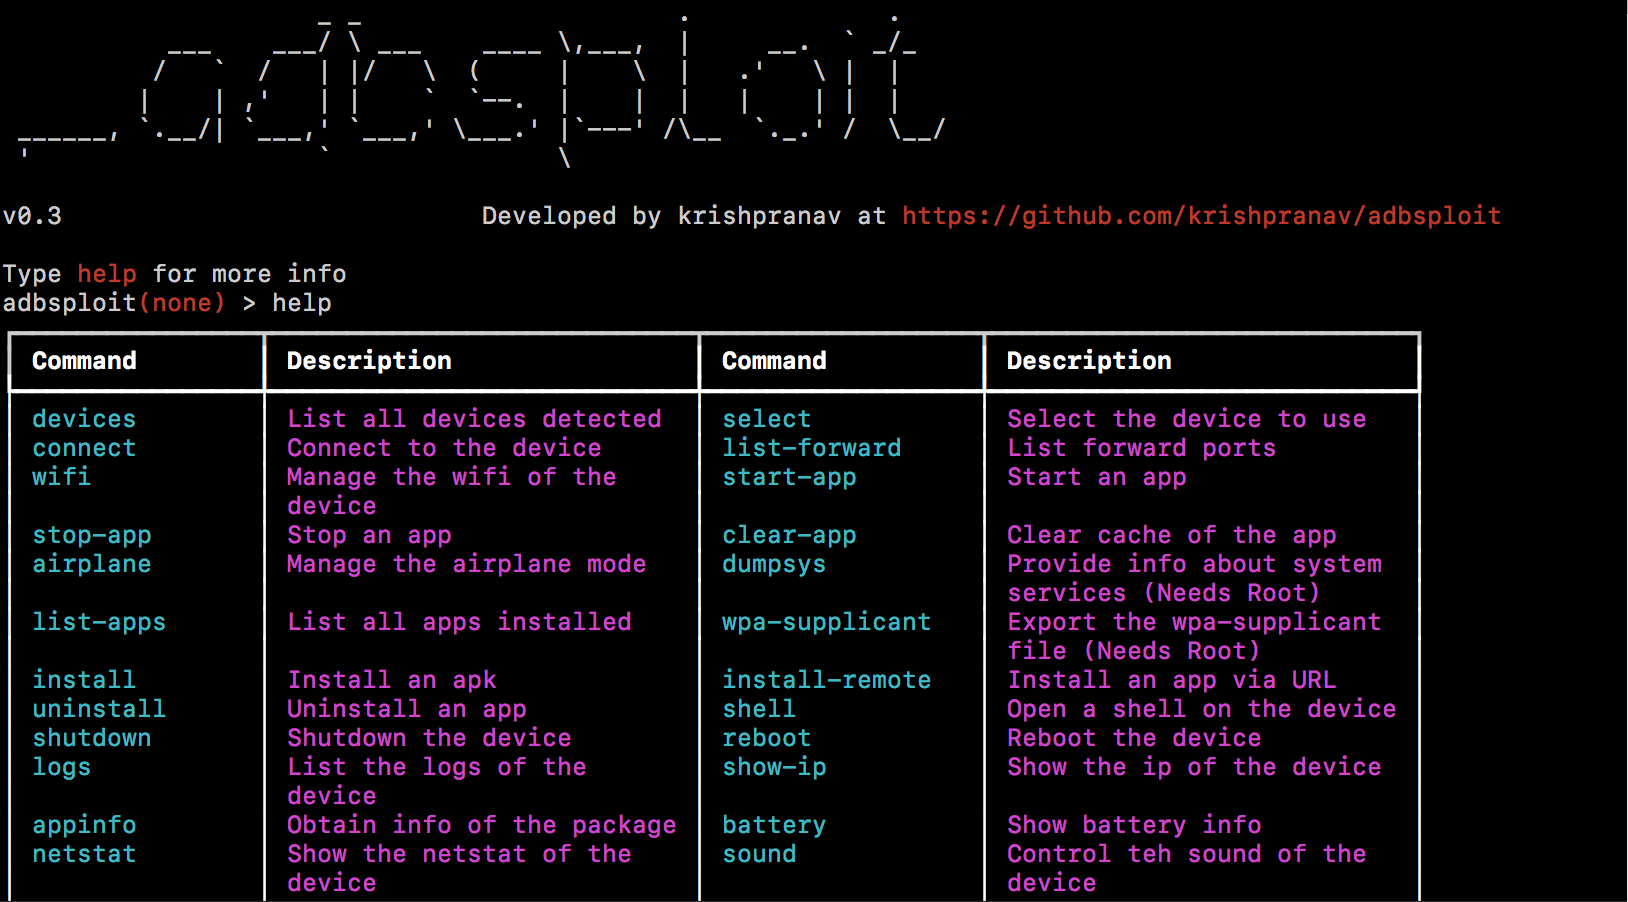 adbsploit
v0.3 Developed by krishpranav at https://github.com/krishpranav/adbsploit
Type help for more info
adbsploit(none) > help
Command Description Command Description
devices List all devices detected select Select the device to use
connect Connect to the device list-forward List forward ports
wifi Manage the wifi of the start-app Start an app
device
stop-app Stop an app clear-app Clear cache of the app
airplane Manage the airplane mode dumpsys Provide info about system
services (Needs Root)
list-apps List all apps installed wpa-supplicant Export the wpa-supplicant
file (Needs Root)
install Install an apk install-remote Install an app via URL
uninstall Uninstall an app shell Open a shell on the device
shutdown Shutdown the device reboot Reboot the device
logs List the logs of the show-ip Show the ip of the device
device
appinfo Obtain info of the package battery Show battery info
netstat Show the netstat of the sound Control teh sound of the
device device